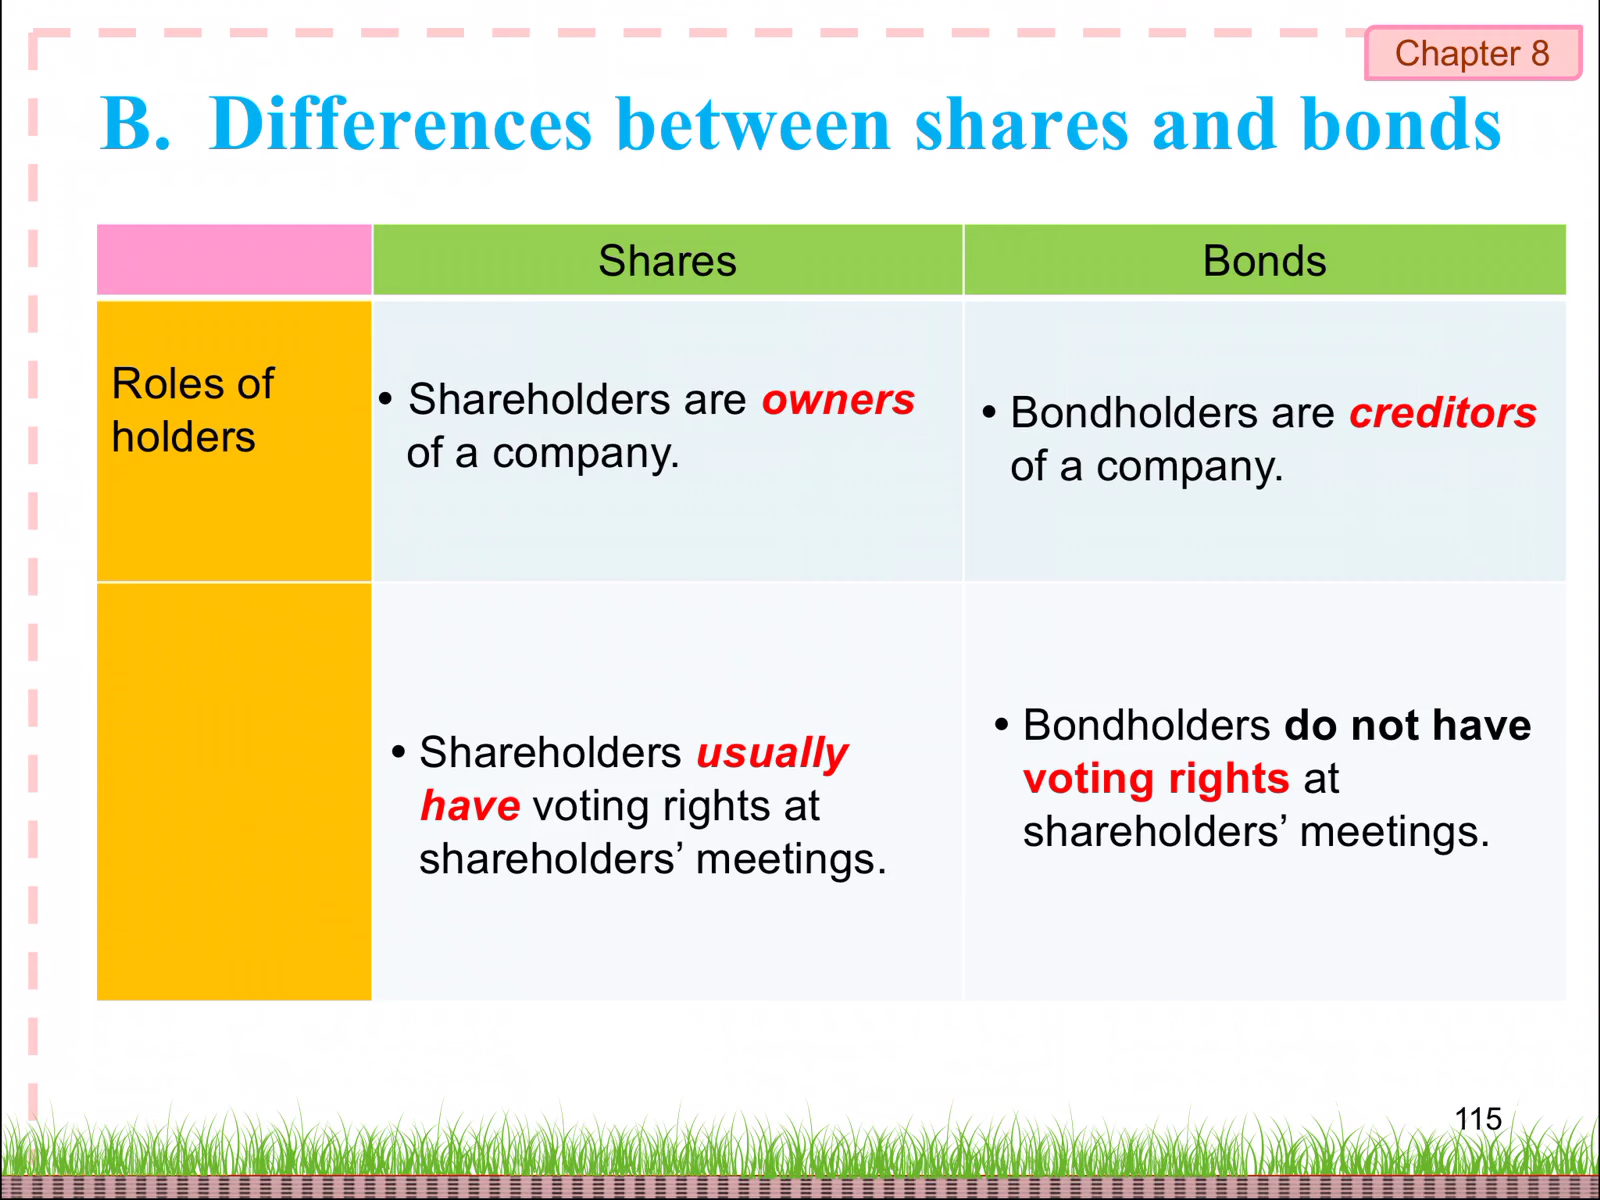 Chapter 8
B. Differences between shares and bonds
Shares
Bonds
Roles of
holders
• Shareholders are owners
of a company.
• Bondholders are creditors
of a company.
• Shareholders usually
have voting rights at
shareholders’ meetings.
• Bondholders do not have
voting rights at
shareholders’ meetings.
115